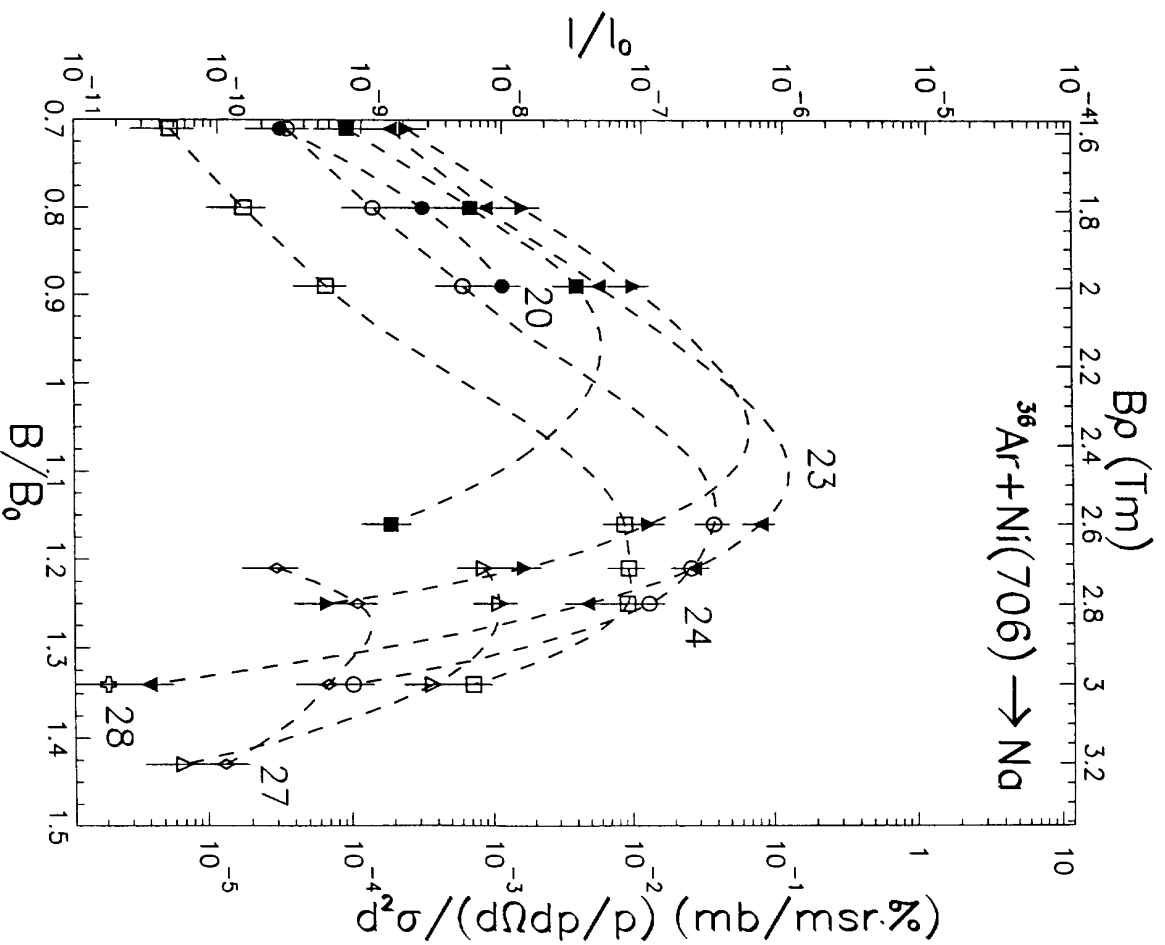 Bρ (Tm)
1.6 1.8 2 2.2 2.4 2.6 2.8 3 3.2
³⁶Ar+Ni(706) → Na
I/I₀
10⁻⁴
10⁻⁵
10⁻⁶
10⁻⁷
10⁻⁸
10⁻⁹
10⁻¹⁰
10⁻¹¹
23
24
20
27
28
10
1
10⁻¹
10⁻²
10⁻³
10⁻⁴
10⁻⁵
d²σ/(dΩdp/p) (mb/msr.%)
0.7 0.8 0.9 1 1.1 1.2 1.3 1.4 1.5
B/B₀